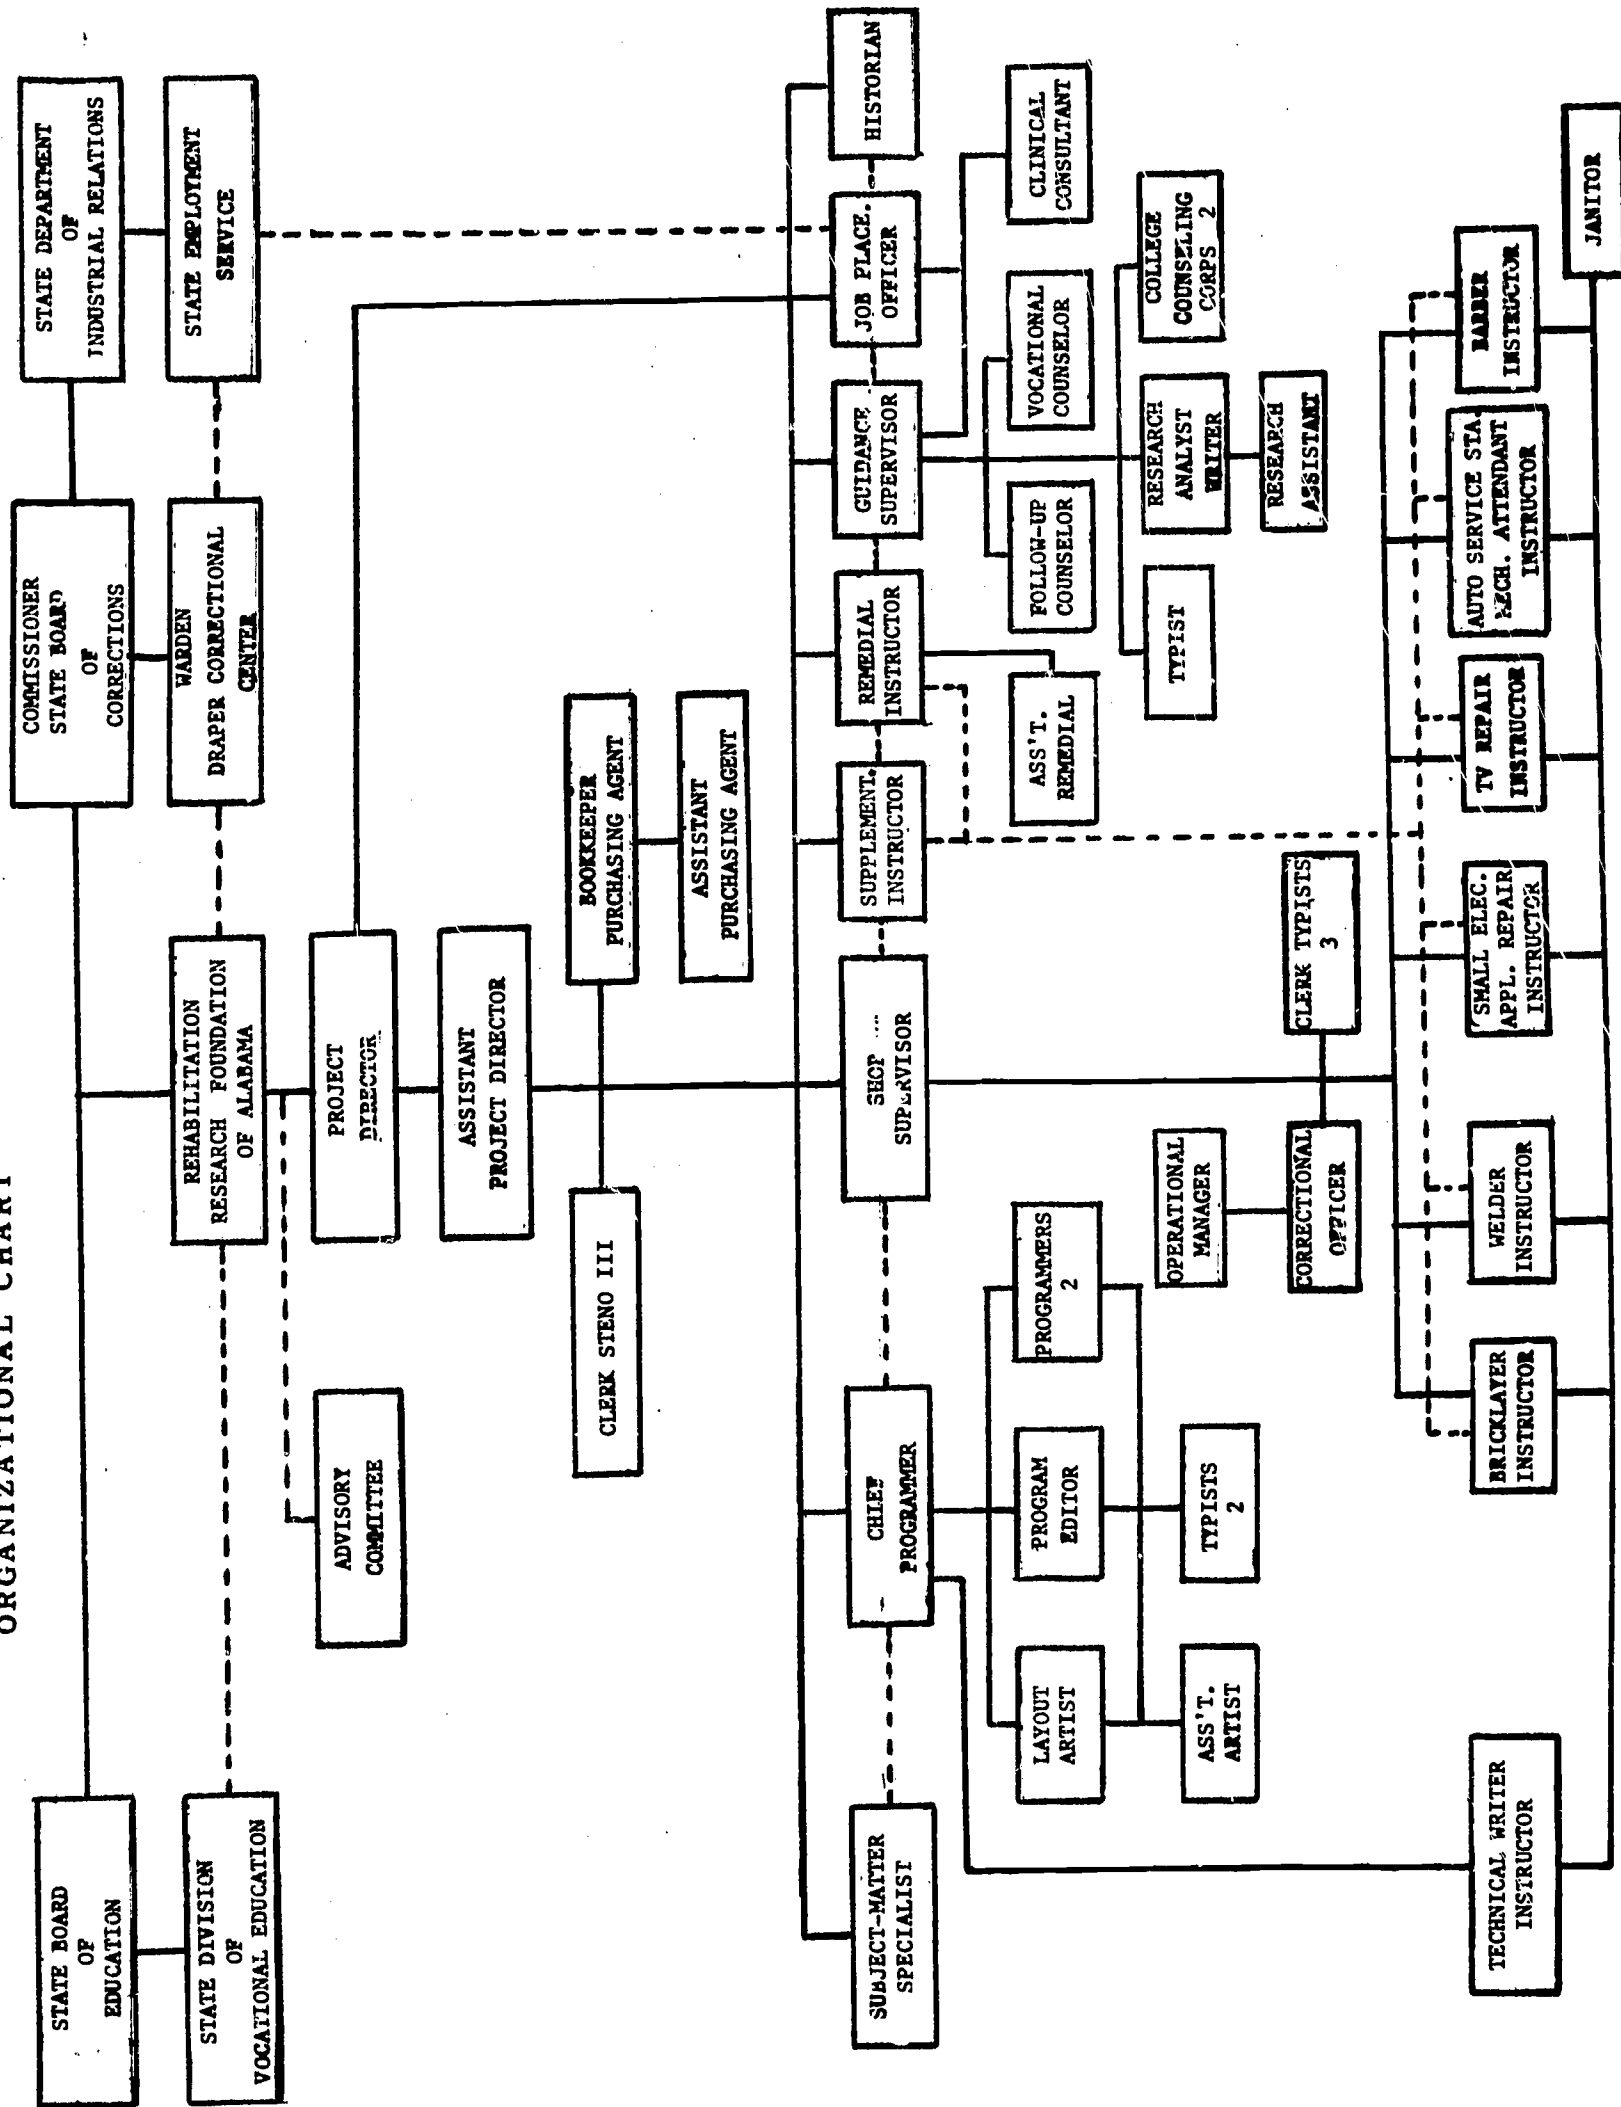 ORGANIZATIONAL CHART
STATE BOARD
OF
EDUCATION
COMMISSIONER
STATE BOARD
OF
CORRECTIONS
STATE DEPARTMENT
OF
INDUSTRIAL RELATIONS
STATE DIVISION
OF
VOCATIONAL EDUCATION
REHABILITATION
RESEARCH FOUNDATION
OF ALABAMA
WARDEN
DRAPER CORRECTIONAL
CENTER
STATE EMPLOYMENT
SERVICE
ADVISORY
COMMITTEE
PROJECT
DIRECTOR
ASSISTANT
PROJECT DIRECTOR
CLERK STENO III
BOOKKEEPER
PURCHASING AGENT
ASSISTANT
PURCHASING AGENT
SUBJECT-MATTER
SPECIALIST
CHIEF
PROGRAMMER
SUPERVISOR
SUPPLEMENT.
INSTRUCTOR
REMEDIAL
INSTRUCTOR
GUIDANCE
SUPERVISOR
JOB PLACE.
OFFICER
HISTORIAN
LAYOUT
ARTIST
PROGRAM
EDITOR
PROGRAMMERS
2
ASS'T.
REMEDIAL
FOLLOW-UP
COUNSELOR
VOCATIONAL
COUNSELOR
CLINICAL
CONSULTANT
ASS'T.
ARTIST
TYPISTS
2
OPERATIONAL
MANAGER
TYPIST
RESEARCH
ANALYST
WRITER
COLLEGE
COUNSELING
CORPS 2
CORRECTIONAL
OFFICER
CLERK TYPISTS
3
RESEARCH
ASSISTANT
TECHNICAL WRITER
INSTRUCTOR
BRICKLAYER
INSTRUCTOR
WELDER
INSTRUCTOR
SMALL ELEC.
APPL. REPAIR
INSTRUCTOR
TV REPAIR
INSTRUCTOR
AUTO SERVICE STA.
MECH. ATTENDANT
INSTRUCTOR
BARBER
INSTRUCTOR
JANITOR